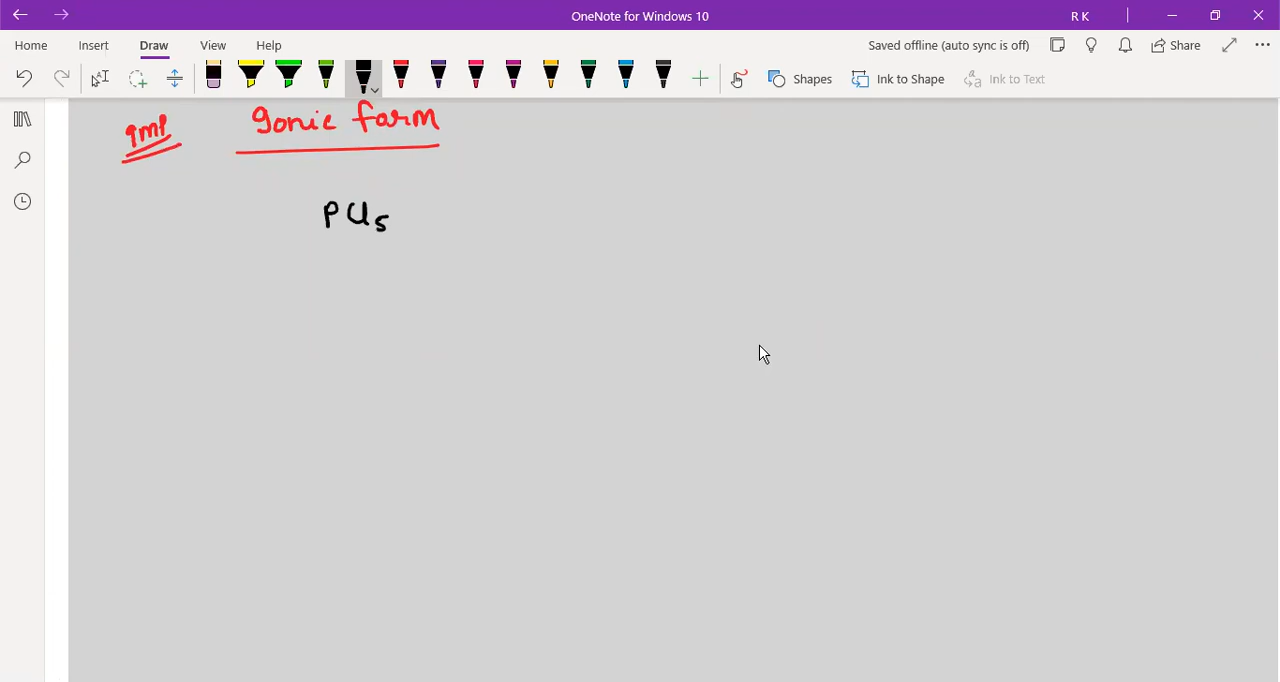 OneNote for Windows 10
R K
Home Insert Draw View Help
Saved offline (auto sync is off) Share
Shapes Ink to Shape Ink to Text
Imp Ionic farm
PCl5